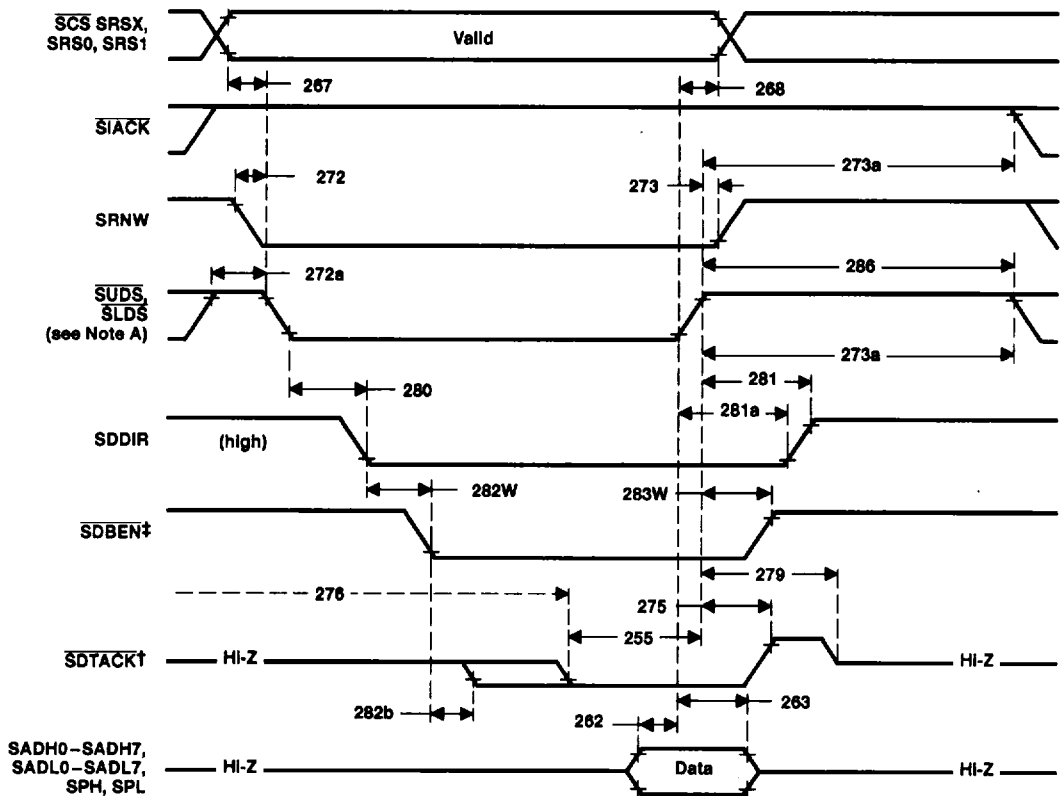 SCS SRSX,
SRS0, SRS1
Valid
267
268
SIACK
273a
272
273
SRNW
272a
286
SUDS,
SLDS
(see Note A)
273a
280
281
281a
SDDIR
(high)
282W
283W
SDBEN‡
279
276
275
255
SDTACK†
Hi-Z
Hi-Z
282b
262
263
SADH0–SADH7,
SADL0–SADL7,
SPH, SPL
Hi-Z
Data
Hi-Z